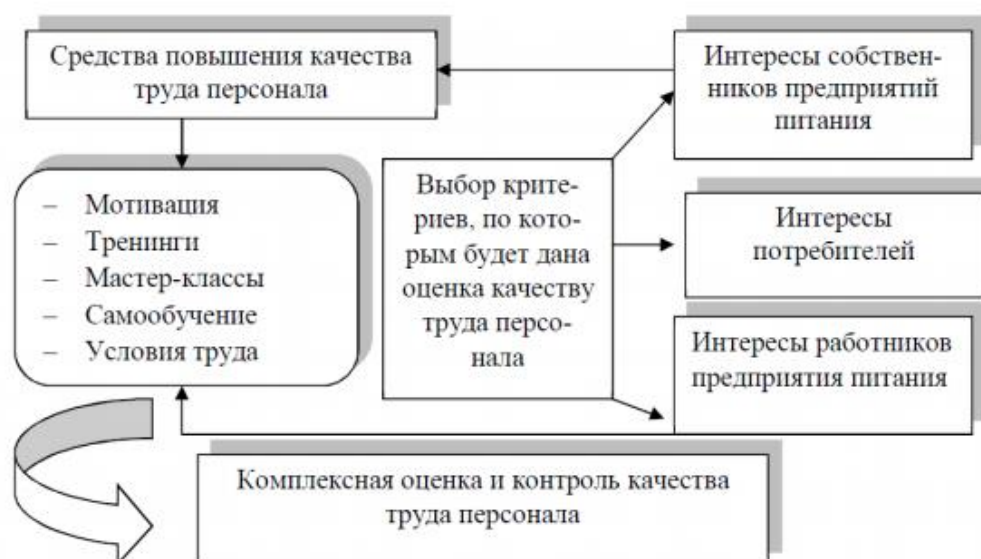 Средства повышения качества
труда персонала
Интересы собствен-
ников предприятий
питания
– Мотивация
– Тренинги
– Мастер-классы
– Самообучение
– Условия труда
Выбор крите-
риев, по кото-
рым будет дана
оценка качеству
труда персо-
нала
Интересы
потребителей
Интересы работников
предприятия питания
Комплексная оценка и контроль качества
труда персонала